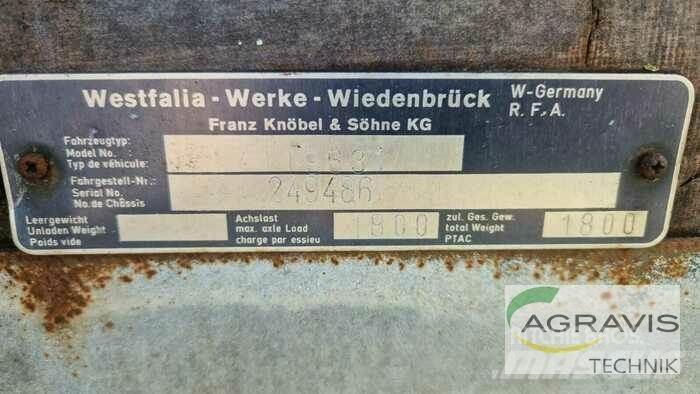 Westfalia - Werke - Wiedenbrück
W-Germany
R. F. A.
Franz Knöbel & Söhne KG
Fahrzeugtyp:
Model No.
Typ de véhicule:
Fahrgestell-Nr.:
Serial No.
No. de Châssis
249486
Leergewicht
Unladen Weight
Poids vide
Achslast
max. axle Load
charge par essieu
1800
zul. Ges. Gew.
total Weight
PTAC
1800
AGRAVIS
TECHNIK